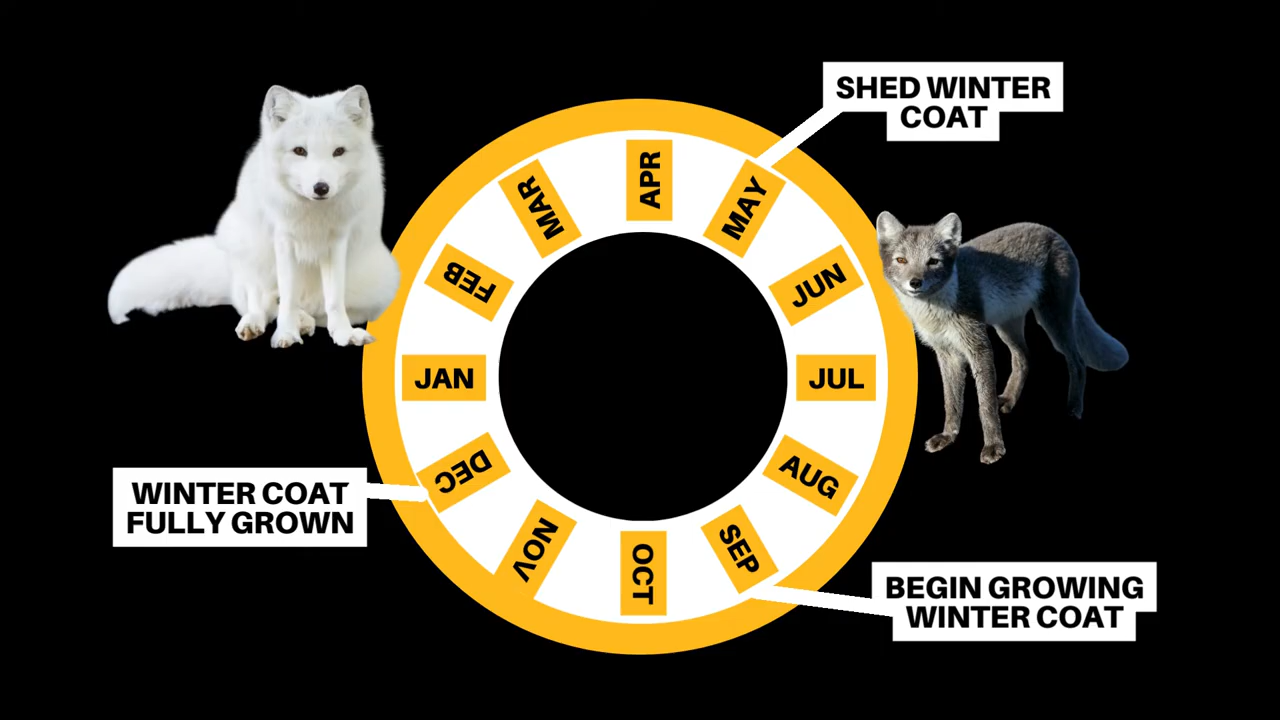 SHED WINTER
COAT
APR
MAR
MAY
FEB
JUN
JAN
JUL
DEC
AUG
WINTER COAT
FULLY GROWN
NOV
OCT
SEP
BEGIN GROWING
WINTER COAT